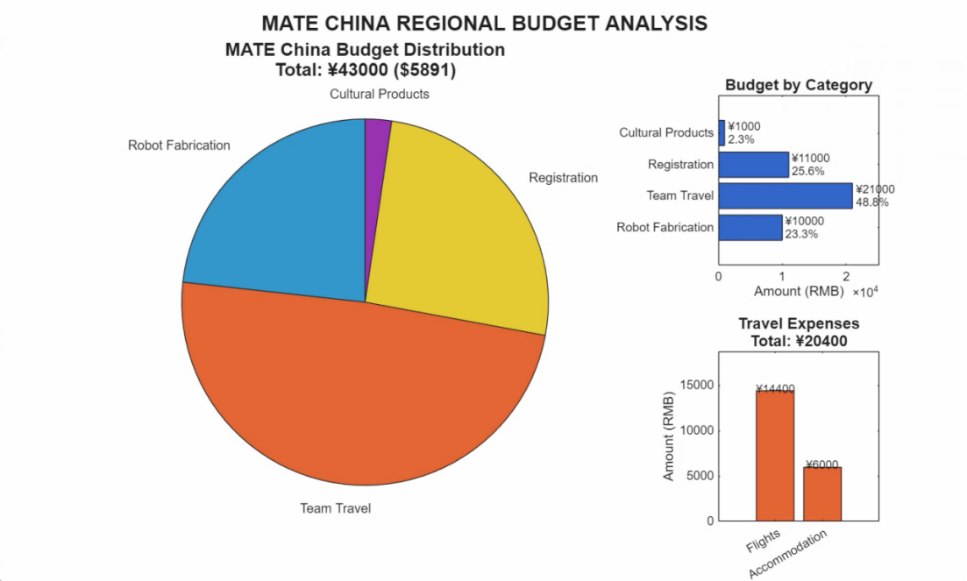 MATE CHINA REGIONAL BUDGET ANALYSIS
MATE China Budget Distribution
Total: ¥43000 ($5891)
Cultural Products
Robot Fabrication
Registration
Team Travel
Budget by Category
Cultural Products
¥1000
2.3%
Registration
¥11000
25.6%
Team Travel
¥21000
48.8%
Robot Fabrication
¥10000
23.3%
0 1 2
Amount (RMB) ×10⁴
Travel Expenses
Total: ¥20400
Amount (RMB)
15000
10000
5000
0
¥14400
¥6000
Flights
Accommodation